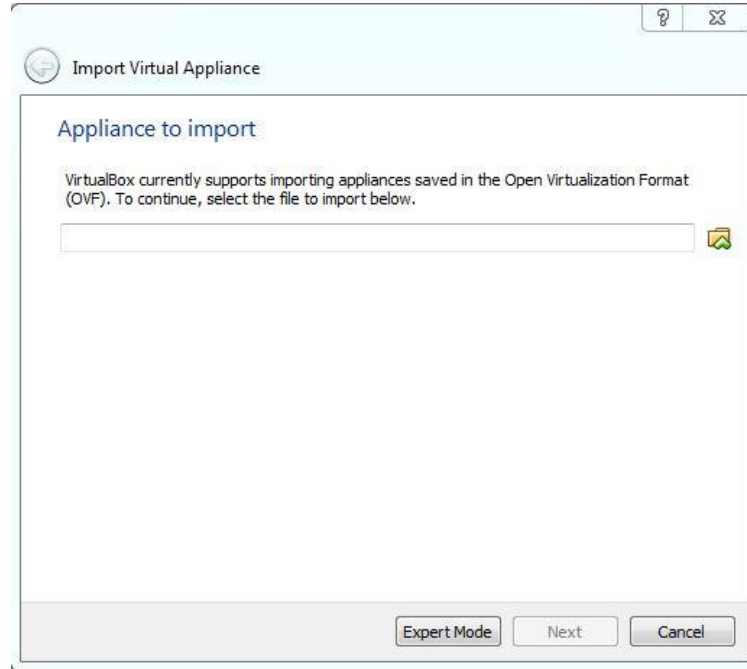 Import Virtual Appliance
Appliance to import
VirtualBox currently supports importing appliances saved in the Open Virtualization Format
(OVF). To continue, select the file to import below.
Expert Mode Next Cancel